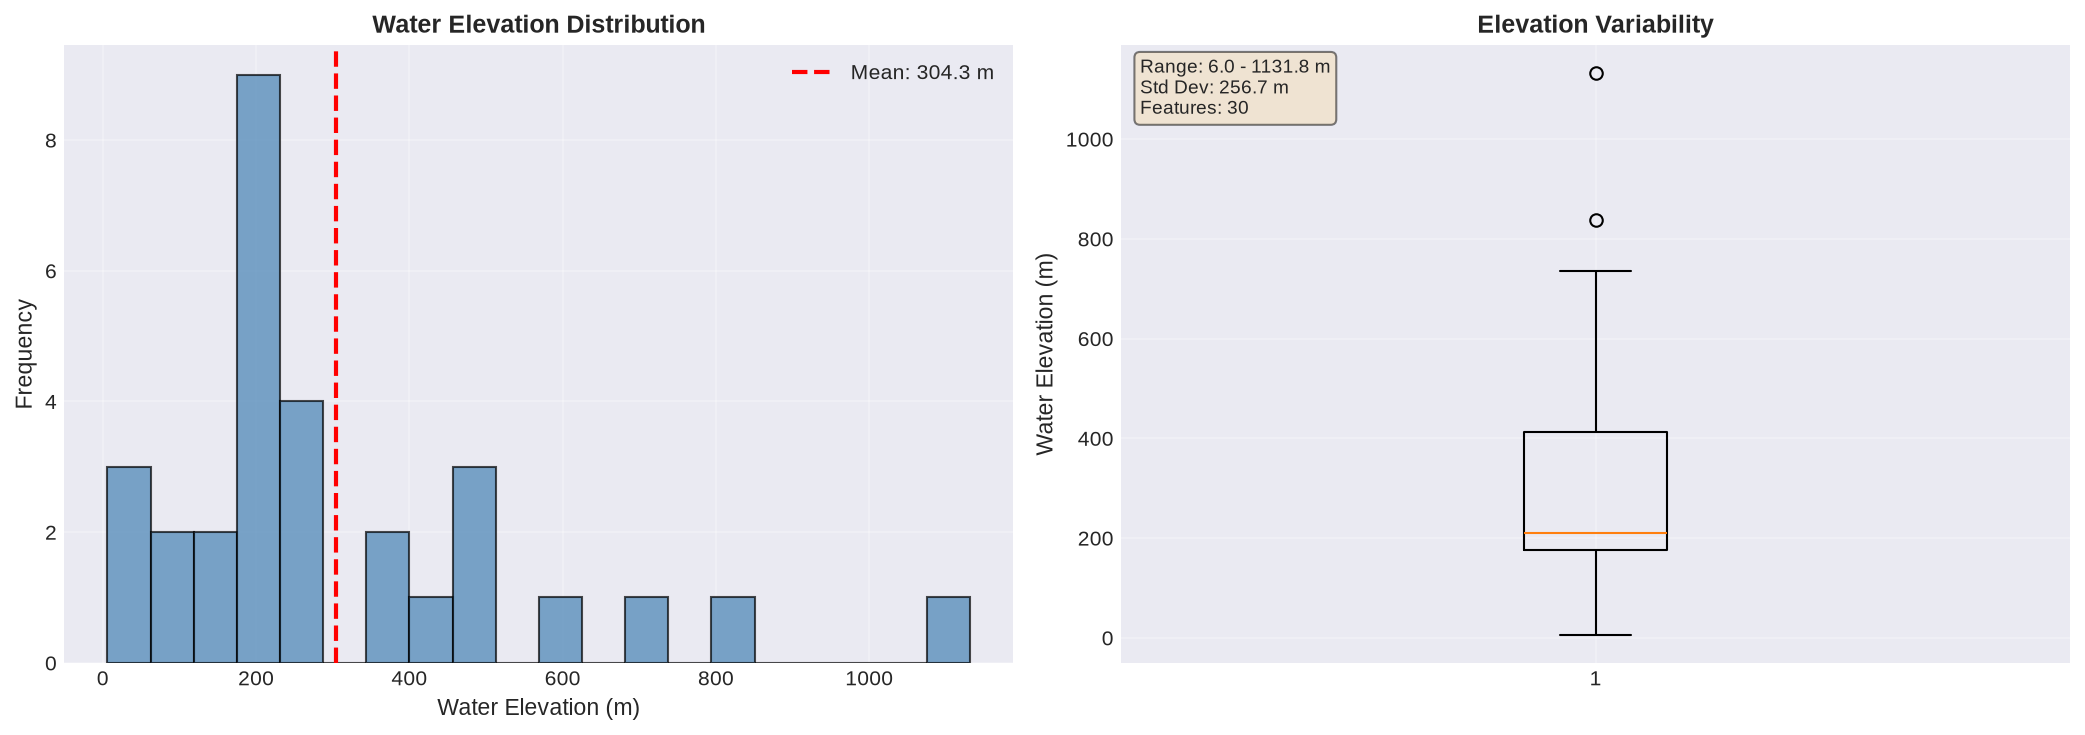 Water Elevation Distribution
Mean: 304.3 m
Frequency
8
6
4
2
0
0 200 400 600 800 1000
Water Elevation (m)
Elevation Variability
Range: 6.0 - 1131.8 m
Std Dev: 256.7 m
Features: 30
Water Elevation (m)
1000
800
600
400
200
0
1